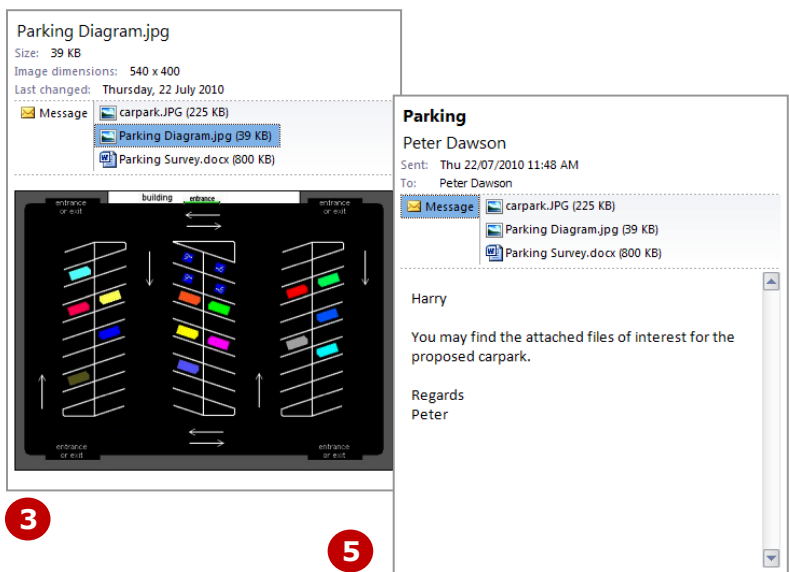 Parking Diagram.jpg
Size: 39 KB
Image dimensions: 540 x 400
Last changed: Thursday, 22 July 2010
Message
carpark.JPG (225 KB)
Parking Diagram.jpg (39 KB)
Parking Survey.docx (800 KB)
building entrance
entrance
or exit
entrance
or exit
entrance
or exit
entrance
or exit
3
Parking
Peter Dawson
Sent: Thu 22/07/2010 11:48 AM
To: Peter Dawson
Message
carpark.JPG (225 KB)
Parking Diagram.jpg (39 KB)
Parking Survey.docx (800 KB)
Harry
You may find the attached files of interest for the
proposed carpark.
Regards
Peter
5